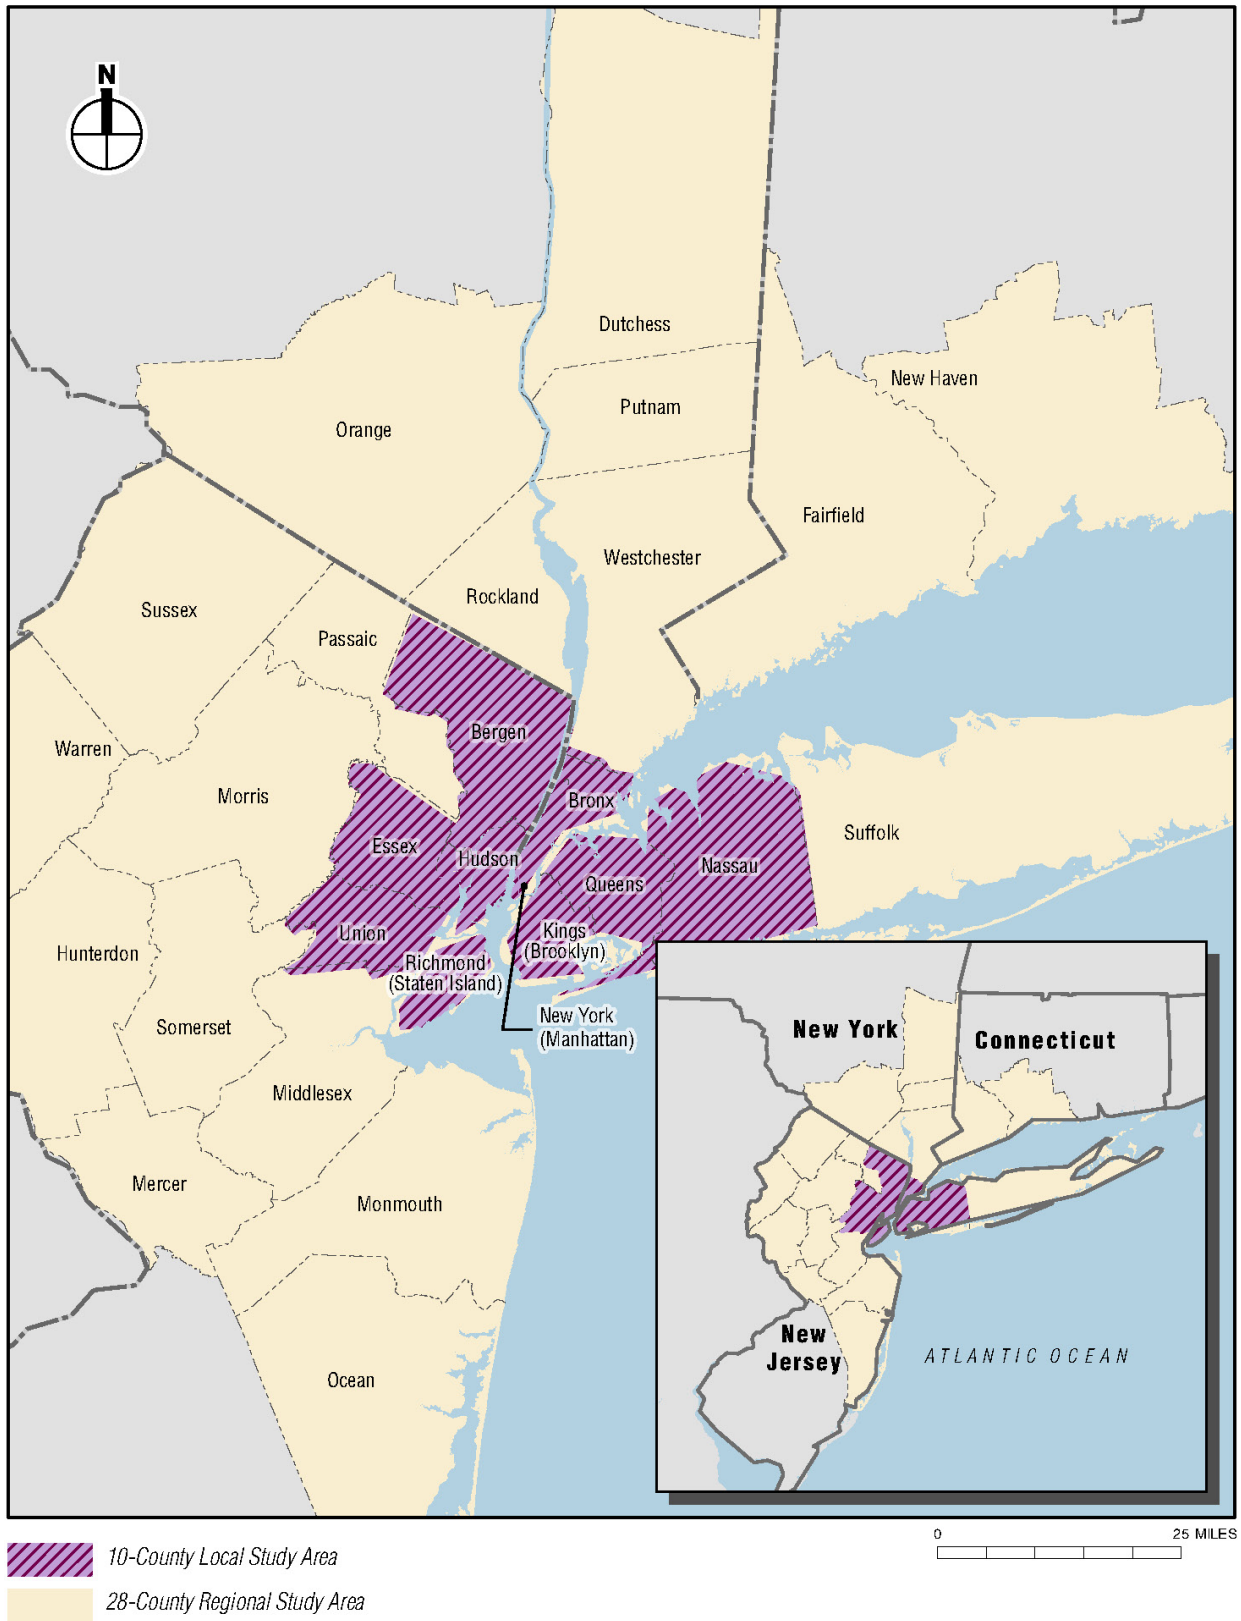 N
Dutchess
New Haven
Putnam
Orange
Fairfield
Westchester
Rockland
Sussex
Passaic
Bergen
Warren
Morris
Bronx
Suffolk
Essex
Hudson
Nassau
Queens
Union
Kings
(Brooklyn)
Hunterdon
Richmond
(Staten Island)
New York
(Manhattan)
Somerset
Middlesex
Mercer
Monmouth
Ocean
New York
Connecticut
New
Jersey
ATLANTIC OCEAN
0 25 MILES
10-County Local Study Area
28-County Regional Study Area